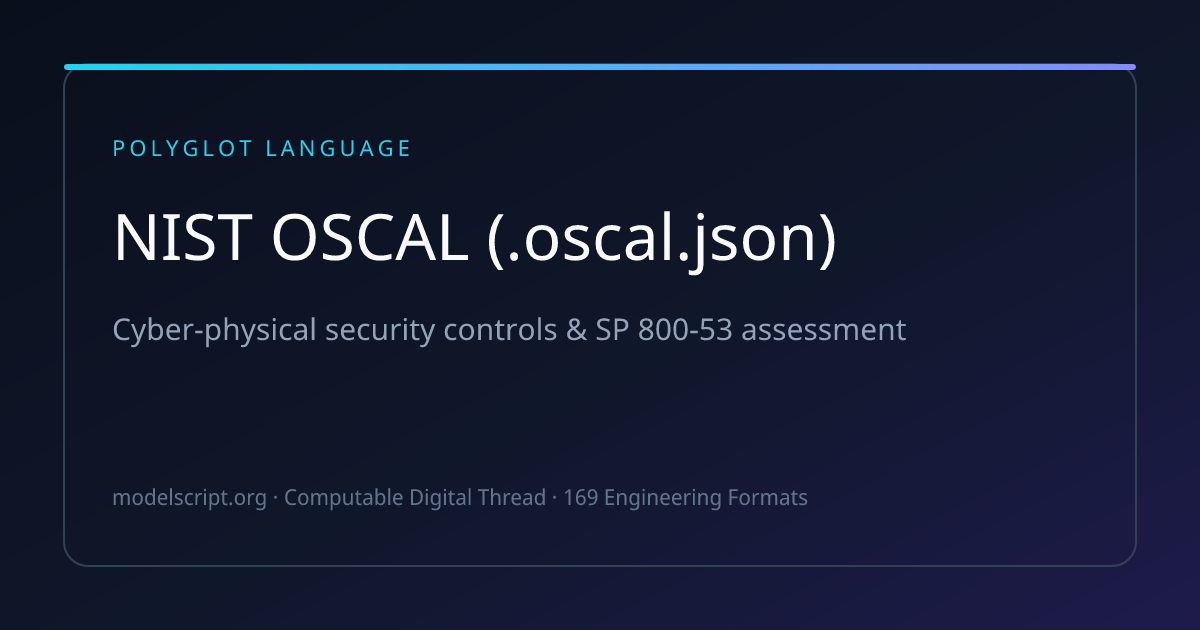 POLYGLOT LANGUAGE
NIST OSCAL (.oscal.json)
Cyber-physical security controls & SP 800-53 assessment
modelscript.org · Computable Digital Thread · 169 Engineering Formats